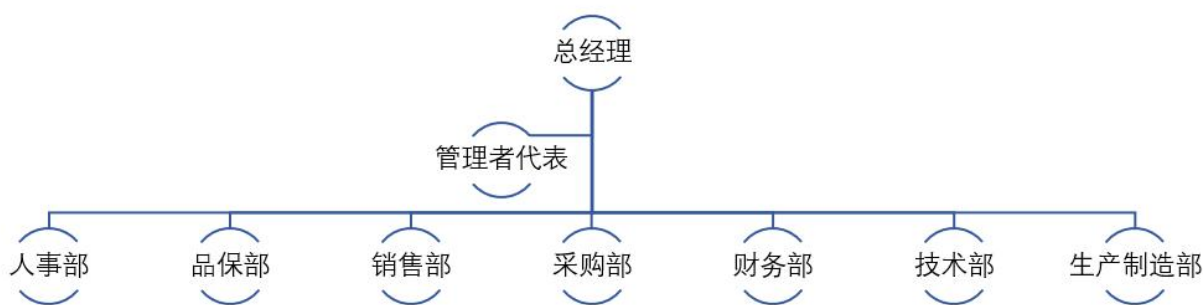 总经理
管理者代表
人事部
品保部
销售部
采购部
财务部
技术部
生产制造部